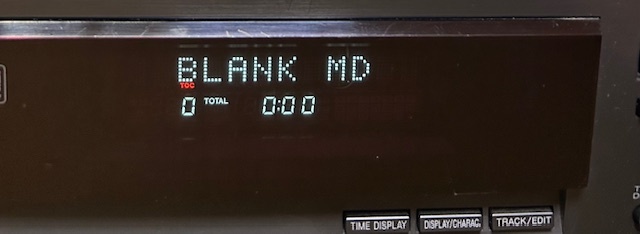 BLANK MD
TOC
0 TOTAL 0:00
TIME DISPLAY DISPLAY/CHARAC. TRACK/EDIT